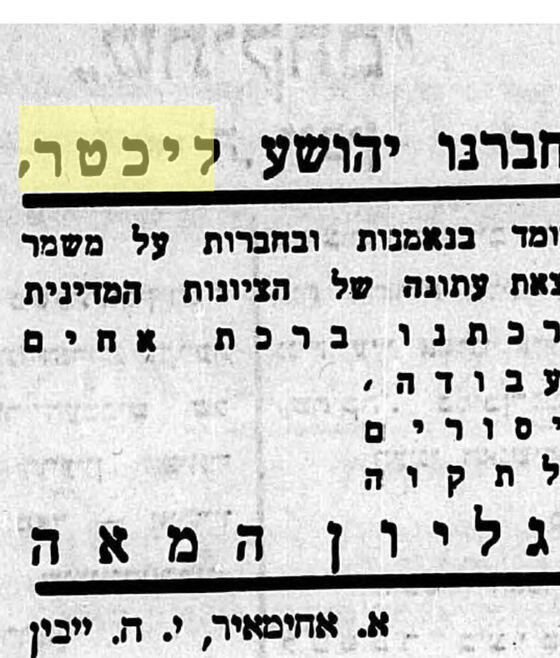 חברנו יהושע ליכטר,
ומד בנאמנות ובחברות על משמר
צאת עתונה של הציונות המדינית
רכתנו ברכת אחים
עבודה,
יסורים
לתקוה
גליון המאה
א. אחימאיר, י. ה. ייבין